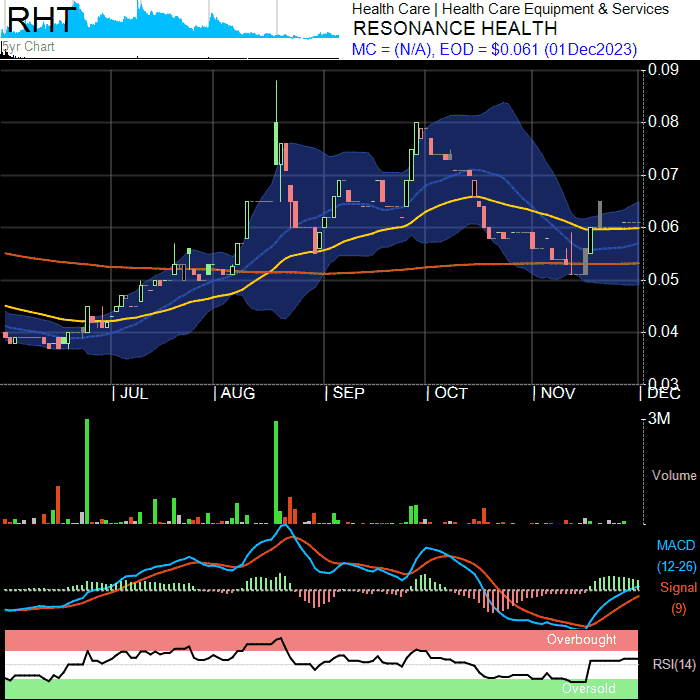 RHT
Health Care | Health Care Equipment & Services
RESONANCE HEALTH
5yr Chart
MC = (N/A), EOD = $0.061 (01Dec2023)
0.09
0.08
0.07
0.06
0.05
0.04
0.03
| JUL | AUG | SEP | OCT | NOV | DEC
3M
Volume
MACD
(12-26)
Signal
(9)
Overbought
RSI(14)
Oversold